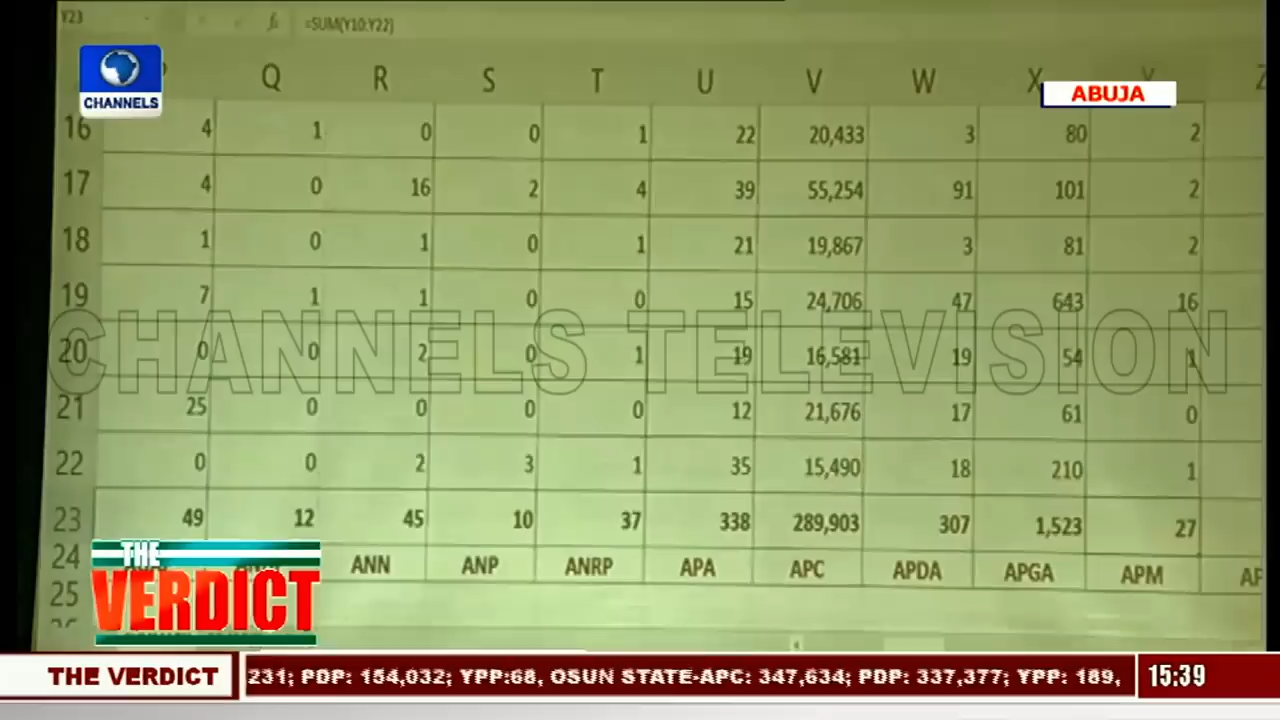 Y23 fx =SUM(Y10:Y22)
CHANNELS
ABUJA
Q R S T U V W X Y Z
16 4 1 0 0 1 22 20,433 3 80 2
17 4 0 16 2 4 39 55,254 91 101 2
18 1 0 1 0 1 21 19,867 3 81 2
19 7 1 1 0 0 15 24,706 47 643 16
CHANNELS TELEVISION
20 0 0 2 0 1 19 16,581 19 54 1
21 25 0 0 0 0 12 21,676 17 61 0
22 0 0 2 3 1 35 15,490 18 210 1
23 49 12 45 10 37 338 289,903 307 1,523 27
24 ANN ANP ANRP APA APC APDA APGA APM
25
THE
VERDICT
THE VERDICT 231; PDP: 154,032; YPP:68, OSUN STATE-APC: 347,634; PDP: 337,377; YPP: 189, 15:39